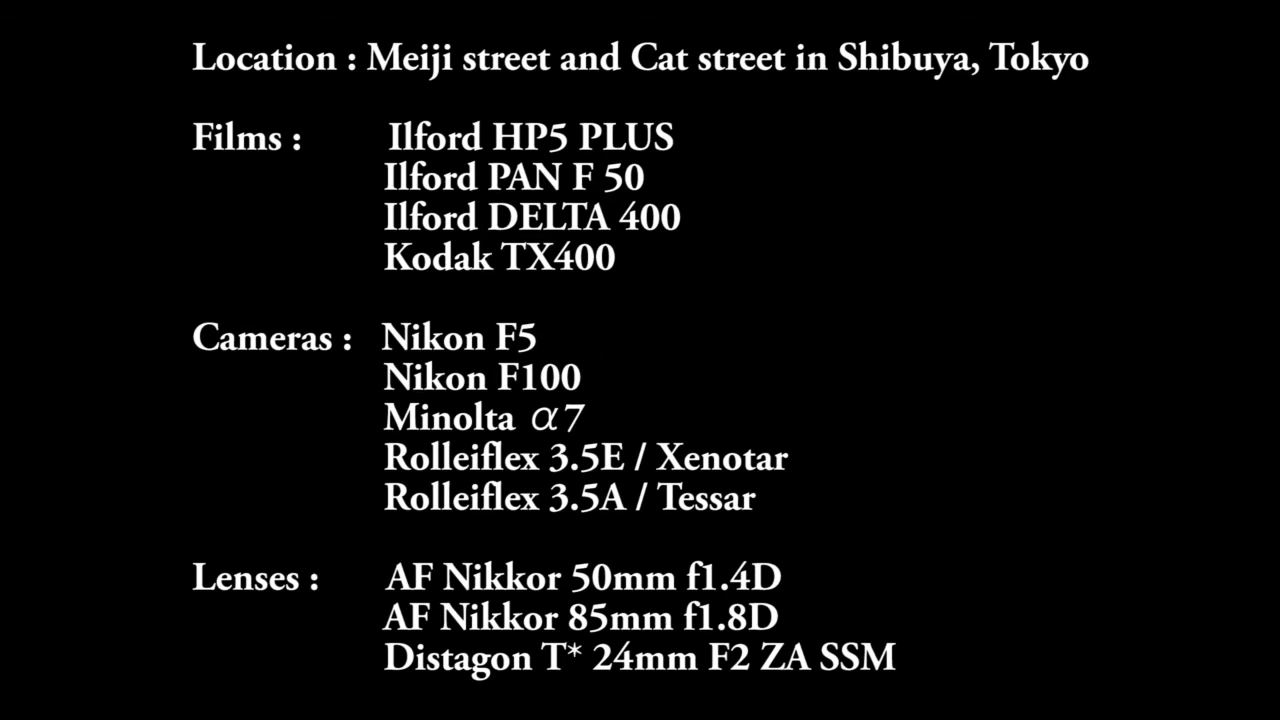 Location : Meiji street and Cat street in Shibuya, Tokyo
Films : Ilford HP5 PLUS
Ilford PAN F 50
Ilford DELTA 400
Kodak TX400
Cameras : Nikon F5
Nikon F100
Minolta α7
Rolleiflex 3.5E / Xenotar
Rolleiflex 3.5A / Tessar
Lenses : AF Nikkor 50mm f1.4D
AF Nikkor 85mm f1.8D
Distagon T* 24mm F2 ZA SSM